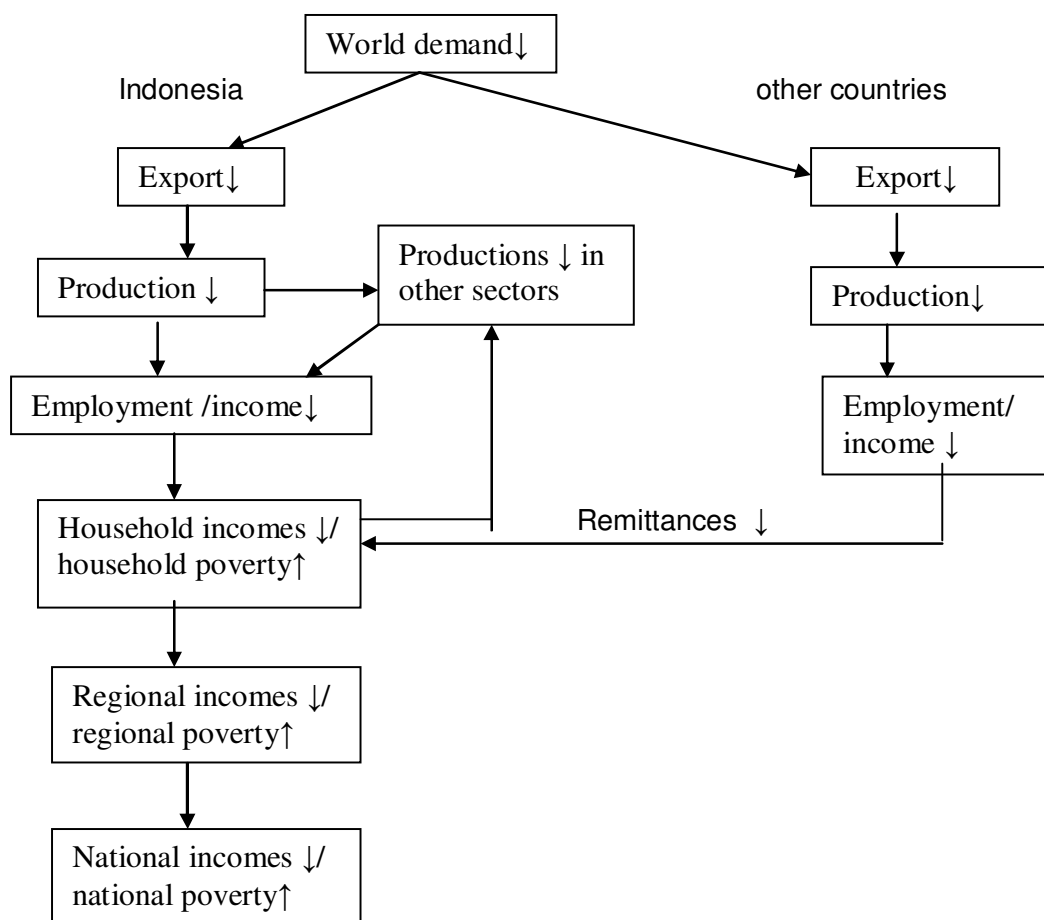 World demand↓
Indonesia
other countries
Export↓
Export↓
Production ↓
Productions ↓ in
other sectors
Production↓
Employment /income↓
Employment/
income ↓
Household incomes ↓/
household poverty↑
Remittances ↓
Regional incomes ↓/
regional poverty↑
National incomes ↓/
national poverty↑